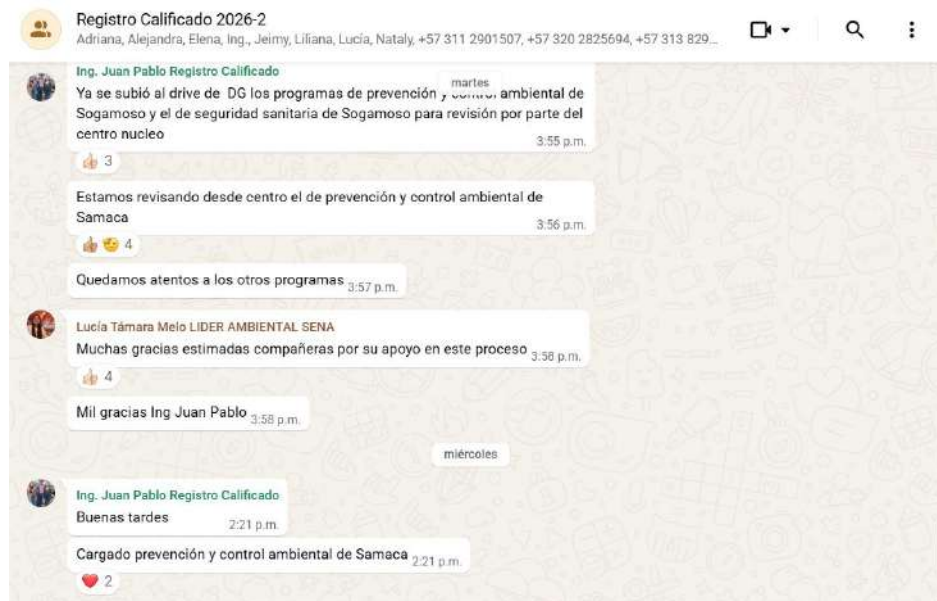 Registro Calificado 2026-2
Adriana, Alejandra, Elena, Ing., Jeimy, Liliana, Lucía, Nataly, +57 311 2901507, +57 320 2825694, +57 313 829...
martes
Ing. Juan Pablo Registro Calificado
Ya se subió al drive de DG los programas de prevención y control ambiental de
Sogamoso y el de seguridad sanitaria de Sogamoso para revisión por parte del
centro nucleo
3:55 p.m.
3
Estamos revisando desde centro el de prevención y control ambiental de
Samaca
3:56 p.m.
4
Quedamos atentos a los otros programas 3:57 p.m.
Lucía Támara Melo LIDER AMBIENTAL SENA
Muchas gracias estimadas compañeras por su apoyo en este proceso 3:58 p.m.
4
Mil gracias Ing Juan Pablo 3:58 p.m.
miércoles
Ing. Juan Pablo Registro Calificado
Buenas tardes 2:21 p.m.
Cargado prevención y control ambiental de Samaca 2:21 p.m.
2